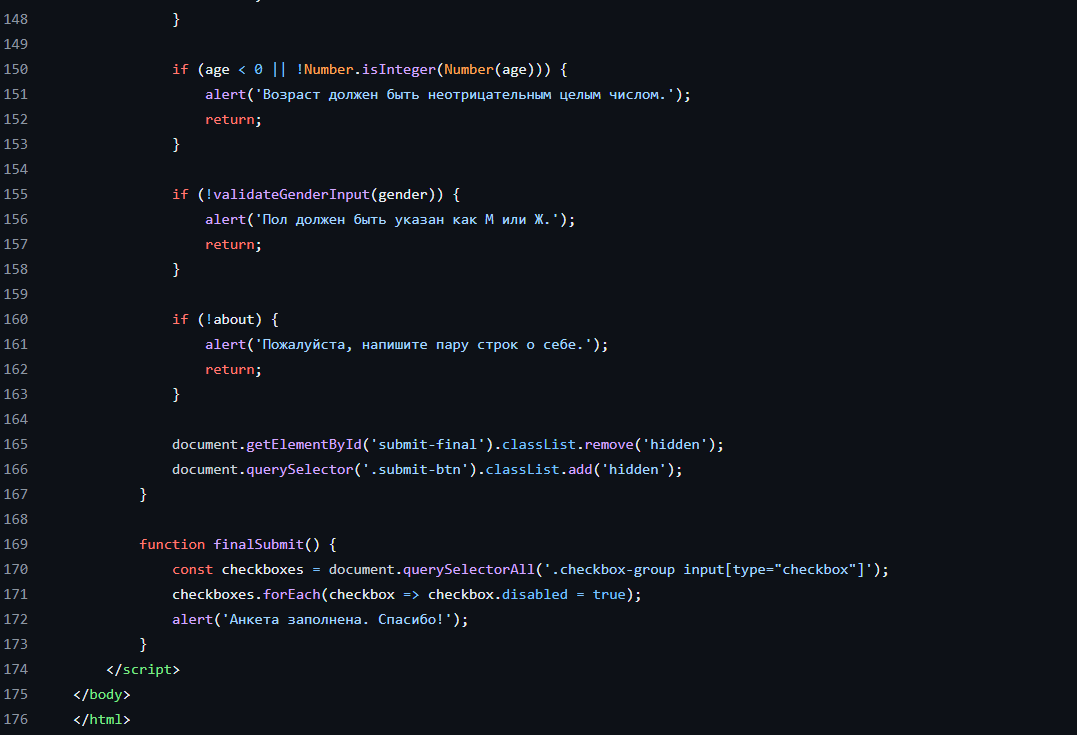 148 }
149
150 if (age < 0 || !Number.isInteger(Number(age))) {
151 alert('Возраст должен быть неотрицательным целым числом.');
152 return;
153 }
154
155 if (!validateGenderInput(gender)) {
156 alert('Пол должен быть указан как М или Ж.');
157 return;
158 }
159
160 if (!about) {
161 alert('Пожалуйста, напишите пару строк о себе.');
162 return;
163 }
164
165 document.getElementById('submit-final').classList.remove('hidden');
166 document.querySelector('.submit-btn').classList.add('hidden');
167 }
168
169 function finalSubmit() {
170 const checkboxes = document.querySelectorAll('.checkbox-group input[type="checkbox"]');
171 checkboxes.forEach(checkbox => checkbox.disabled = true);
172 alert('Анкета заполнена. Спасибо!');
173 }
174 </script>
175 </body>
176 </html>